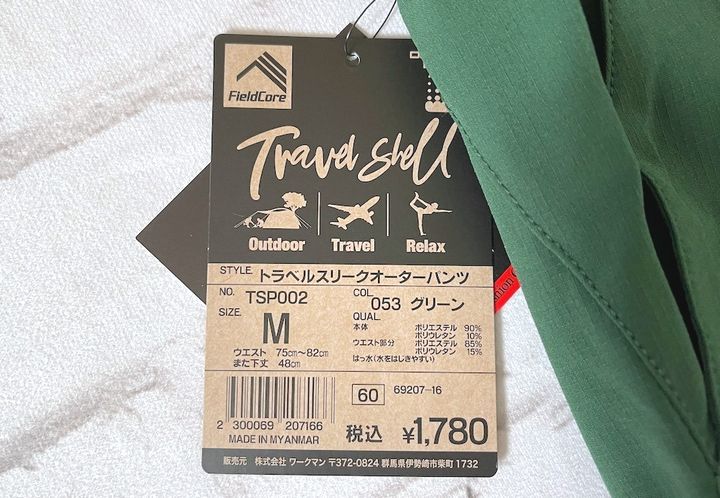 FieldCore
Travel Shell
Outdoor Travel Relax
STYLE. トラベルスリークオーターパンツ
NO. TSP002 COL. 053 グリーン
SIZE. M QUAL.
本体 ポリエステル 90%
ポリウレタン 10%
ウエスト部分 ポリエステル 85%
ポリウレタン 15%
はっ水(水をはじきやすい)
ウエスト 75cm〜82cm
また下丈 48cm
60 69207-16
2 300069 207166
MADE IN MYANMAR
税込 ¥1,780
販売元 株式会社 ワークマン 〒372-0824 群馬県伊勢崎市柴町 1732